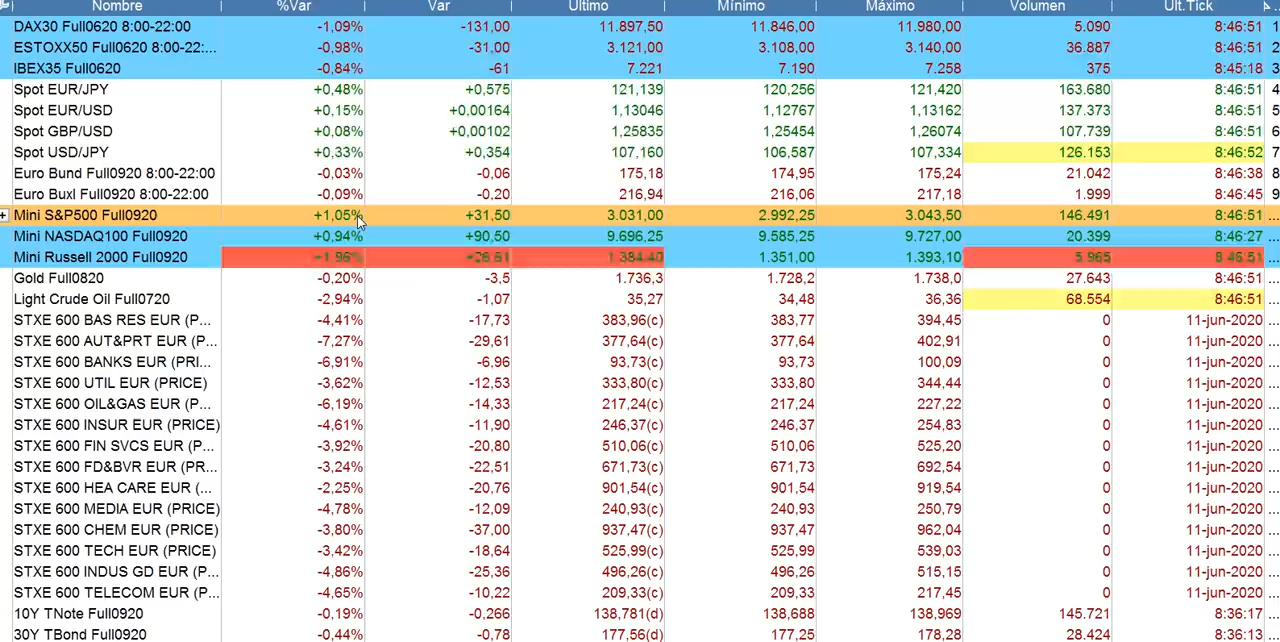 Nombre %Var Var Último Mínimo Máximo Volumen Últ.Tick
DAX30 Full0620 8:00-22:00 -1,09% -131,00 11.897,50 11.846,00 11.980,00 5.090 8:46:51 1
ESTOXX50 Full0620 8:00-22:... -0,98% -31,00 3.121,00 3.108,00 3.140,00 36.887 8:46:51 2
IBEX35 Full0620 -0,84% -61 7.221 7.190 7.258 375 8:45:18 3
Spot EUR/JPY +0,48% +0,575 121,139 120,256 121,420 163.680 8:46:51 4
Spot EUR/USD +0,15% +0,00164 1,13046 1,12767 1,13162 137.373 8:46:51 5
Spot GBP/USD +0,08% +0,00102 1,25835 1,25454 1,26074 107.739 8:46:51 6
Spot USD/JPY +0,33% +0,354 107,160 106,587 107,334 126.153 8:46:52 7
Euro Bund Full0920 8:00-22:00 -0,03% -0,06 175,18 174,95 175,24 21.042 8:46:38 8
Euro Buxl Full0920 8:00-22:00 -0,09% -0,20 216,94 216,06 217,18 1.999 8:46:45 9
Mini S&P500 Full0920 +1,05% +31,50 3.031,00 2.992,25 3.043,50 146.491 8:46:51 ...
Mini NASDAQ100 Full0920 +0,94% +90,50 9.696,25 9.585,25 9.727,00 20.399 8:46:27 ...
Mini Russell 2000 Full0920 +1,96% +26,61 1.384,40 1.351,00 1.393,10 5.965 8:46:51 ...
Gold Full0820 -0,20% -3,5 1.736,3 1.728,2 1.738,0 27.643 8:46:51 ...
Light Crude Oil Full0720 -2,94% -1,07 35,27 34,48 36,36 68.554 8:46:51 ...
STXE 600 BAS RES EUR (P... -4,41% -17,73 383,96(c) 383,77 394,45 0 11-jun-2020 ...
STXE 600 AUT&PRT EUR (P... -7,27% -29,61 377,64(c) 377,64 402,91 0 11-jun-2020 ...
STXE 600 BANKS EUR (PRI... -6,91% -6,96 93,73(c) 93,73 100,09 0 11-jun-2020 ...
STXE 600 UTIL EUR (PRICE) -3,62% -12,53 333,80(c) 333,80 344,44 0 11-jun-2020 ...
STXE 600 OIL&GAS EUR (P... -6,19% -14,33 217,24(c) 217,24 227,22 0 11-jun-2020 ...
STXE 600 INSUR EUR (PRICE) -4,61% -11,90 246,37(c) 246,37 254,83 0 11-jun-2020 ...
STXE 600 FIN SVCS EUR (P... -3,92% -20,80 510,06(c) 510,06 525,20 0 11-jun-2020 ...
STXE 600 FD&BVR EUR (PR... -3,24% -22,51 671,73(c) 671,73 692,54 0 11-jun-2020 ...
STXE 600 HEA CARE EUR (... -2,25% -20,76 901,54(c) 901,54 919,54 0 11-jun-2020 ...
STXE 600 MEDIA EUR (PRICE) -4,78% -12,09 240,93(c) 240,93 250,79 0 11-jun-2020 ...
STXE 600 CHEM EUR (PRICE) -3,80% -37,00 937,47(c) 937,47 962,04 0 11-jun-2020 ...
STXE 600 TECH EUR (PRICE) -3,42% -18,64 525,99(c) 525,99 539,03 0 11-jun-2020 ...
STXE 600 INDUS GD EUR (P... -4,86% -25,36 496,26(c) 496,26 515,15 0 11-jun-2020 ...
STXE 600 TELECOM EUR (P... -4,65% -10,22 209,33(c) 209,33 217,45 0 11-jun-2020 ...
10Y TNote Full0920 -0,19% -0,266 138,781(d) 138,688 138,969 145.721 8:36:17 ...
30Y TBond Full0920 -0,44% -0,78 177,56(d) 177,25 178,28 28.424 8:36:13 ...